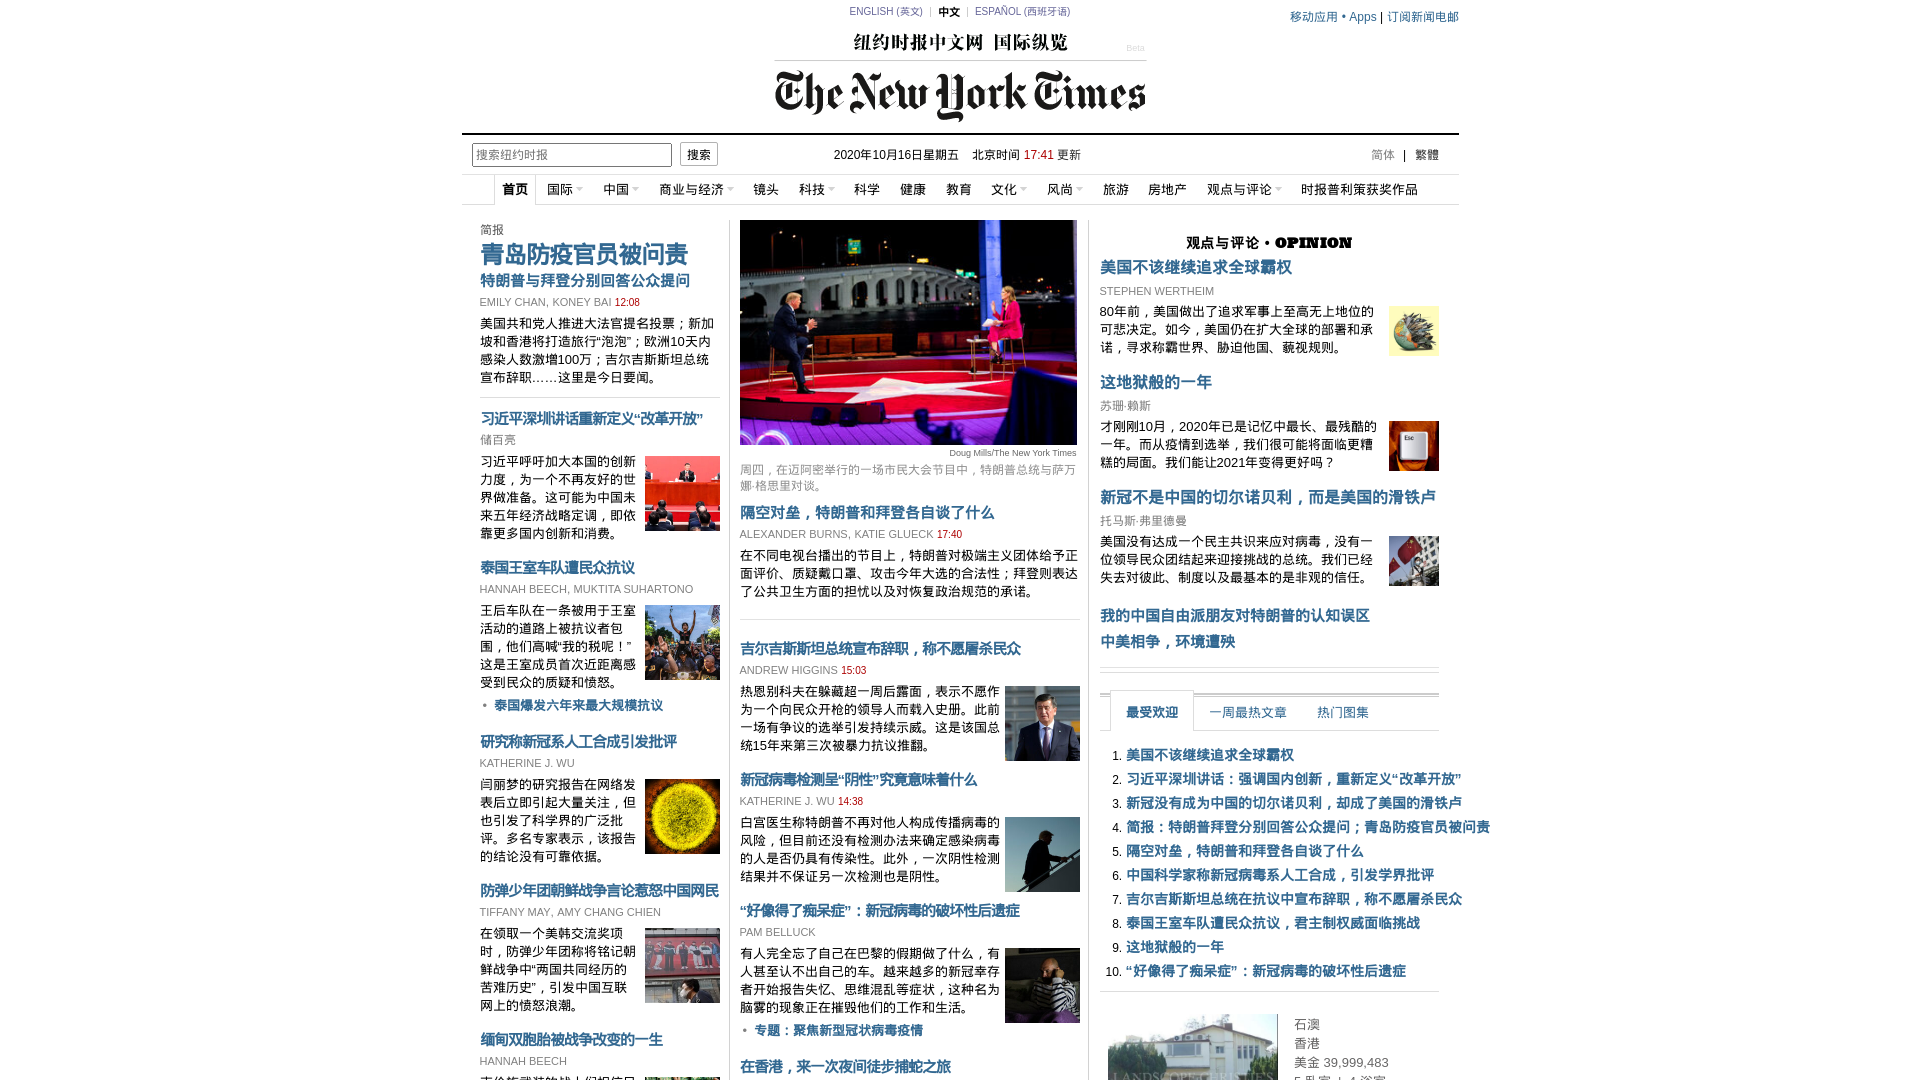 ENGLISH (英文)
中文
ESPAÑOL (西班牙语)
移动应用 • Apps | 订阅新闻电邮
纽约时报中文网 国际纵览
Beta
The New York Times
搜索纽约时报
搜索
2020年10月16日星期五 北京时间 17:41 更新
简体 | 繁體
首页 国际 中国 商业与经济 镜头 科技 科学 健康 教育 文化 风尚 旅游 房地产 观点与评论 时报普利策获奖作品
简报
青岛防疫官员被问责
特朗普与拜登分别回答公众提问
EMILY CHAN, KONEY BAI 12:08
美国共和党人推进大法官提名投票；新加
坡和香港将打造旅行“泡泡”；欧洲10天内
感染人数激增100万；吉尔吉斯斯坦总统
宣布辞职……这里是今日要闻。
习近平深圳讲话重新定义“改革开放”
储百亮
习近平呼吁加大本国的创新
力度，为一个不再友好的世
界做准备。这可能为中国未
来五年经济战略定调，即依
靠更多国内创新和消费。
泰国王室车队遭民众抗议
HANNAH BEECH, MUKTITA SUHARTONO
王后车队在一条被用于王室
活动的道路上被抗议者包
围，他们高喊“我的税呢！”
这是王室成员首次近距离感
受到民众的质疑和愤怒。
• 泰国爆发六年来最大规模抗议
研究称新冠系人工合成引发批评
KATHERINE J. WU
闫丽梦的研究报告在网络发
表后立即引起大量关注，但
也引发了科学界的广泛批
评。多名专家表示，该报告
的结论没有可靠依据。
防弹少年团朝鲜战争言论惹怒中国网民
TIFFANY MAY, AMY CHANG CHIEN
在领取一个美韩交流奖项
时，防弹少年团称将铭记朝
鲜战争中“两国共同经历的
苦难历史”，引发中国互联
网上的愤怒浪潮。
缅甸双胞胎被战争改变的一生
HANNAH BEECH
Doug Mills/The New York Times
周四，在迈阿密举行的一场市民大会节目中，特朗普总统与萨万
娜·格思里对谈。
隔空对垒，特朗普和拜登各自谈了什么
ALEXANDER BURNS, KATIE GLUECK 17:40
在不同电视台播出的节目上，特朗普对极端主义团体给予正
面评价、质疑戴口罩、攻击今年大选的合法性；拜登则表达
了公共卫生方面的担忧以及对恢复政治规范的承诺。
吉尔吉斯斯坦总统宣布辞职，称不愿屠杀民众
ANDREW HIGGINS 15:03
热恩别科夫在躲藏超一周后露面，表示不愿作
为一个向民众开枪的领导人而载入史册。此前
一场有争议的选举引发持续示威。这是该国总
统15年来第三次被暴力抗议推翻。
新冠病毒检测呈“阴性”究竟意味着什么
KATHERINE J. WU 14:38
白宫医生称特朗普不再对他人构成传播病毒的
风险，但目前还没有检测办法来确定感染病毒
的人是否仍具有传染性。此外，一次阴性检测
结果并不保证另一次检测也是阴性。
“好像得了痴呆症”：新冠病毒的破坏性后遗症
PAM BELLUCK
有人完全忘了自己在巴黎的假期做了什么，有
人甚至认不出自己的车。越来越多的新冠幸存
者开始报告失忆、思维混乱等症状，这种名为
脑雾的现象正在摧毁他们的工作和生活。
• 专题：聚焦新型冠状病毒疫情
在香港，来一次夜间徒步捕蛇之旅
观点与评论 • OPINION
美国不该继续追求全球霸权
STEPHEN WERTHEIM
80年前，美国做出了追求军事上至高无上地位的
可悲决定。如今，美国仍在扩大全球的部署和承
诺，寻求称霸世界、胁迫他国、藐视规则。
这地狱般的一年
苏珊·赖斯
才刚刚10月，2020年已是记忆中最长、最残酷的
一年。而从疫情到选举，我们很可能将面临更糟
糕的局面。我们能让2021年变得更好吗？
Esc
新冠不是中国的切尔诺贝利，而是美国的滑铁卢
托马斯·弗里德曼
美国没有达成一个民主共识来应对病毒，没有一
位领导民众团结起来迎接挑战的总统。我们已经
失去对彼此、制度以及最基本的是非观的信任。
我的中国自由派朋友对特朗普的认知误区
中美相争，环境遭殃
最受欢迎 一周最热文章 热门图集
1. 美国不该继续追求全球霸权
2. 习近平深圳讲话：强调国内创新，重新定义“改革开放”
3. 新冠没有成为中国的切尔诺贝利，却成了美国的滑铁卢
4. 简报：特朗普拜登分别回答公众提问；青岛防疫官员被问责
5. 隔空对垒，特朗普和拜登各自谈了什么
6. 中国科学家称新冠病毒系人工合成，引发学界批评
7. 吉尔吉斯斯坦总统在抗议中宣布辞职，称不愿屠杀民众
8. 泰国王室车队遭民众抗议，君主制权威面临挑战
9. 这地狱般的一年
10. “好像得了痴呆症”：新冠病毒的破坏性后遗症
石澳
香港
美金 39,999,483